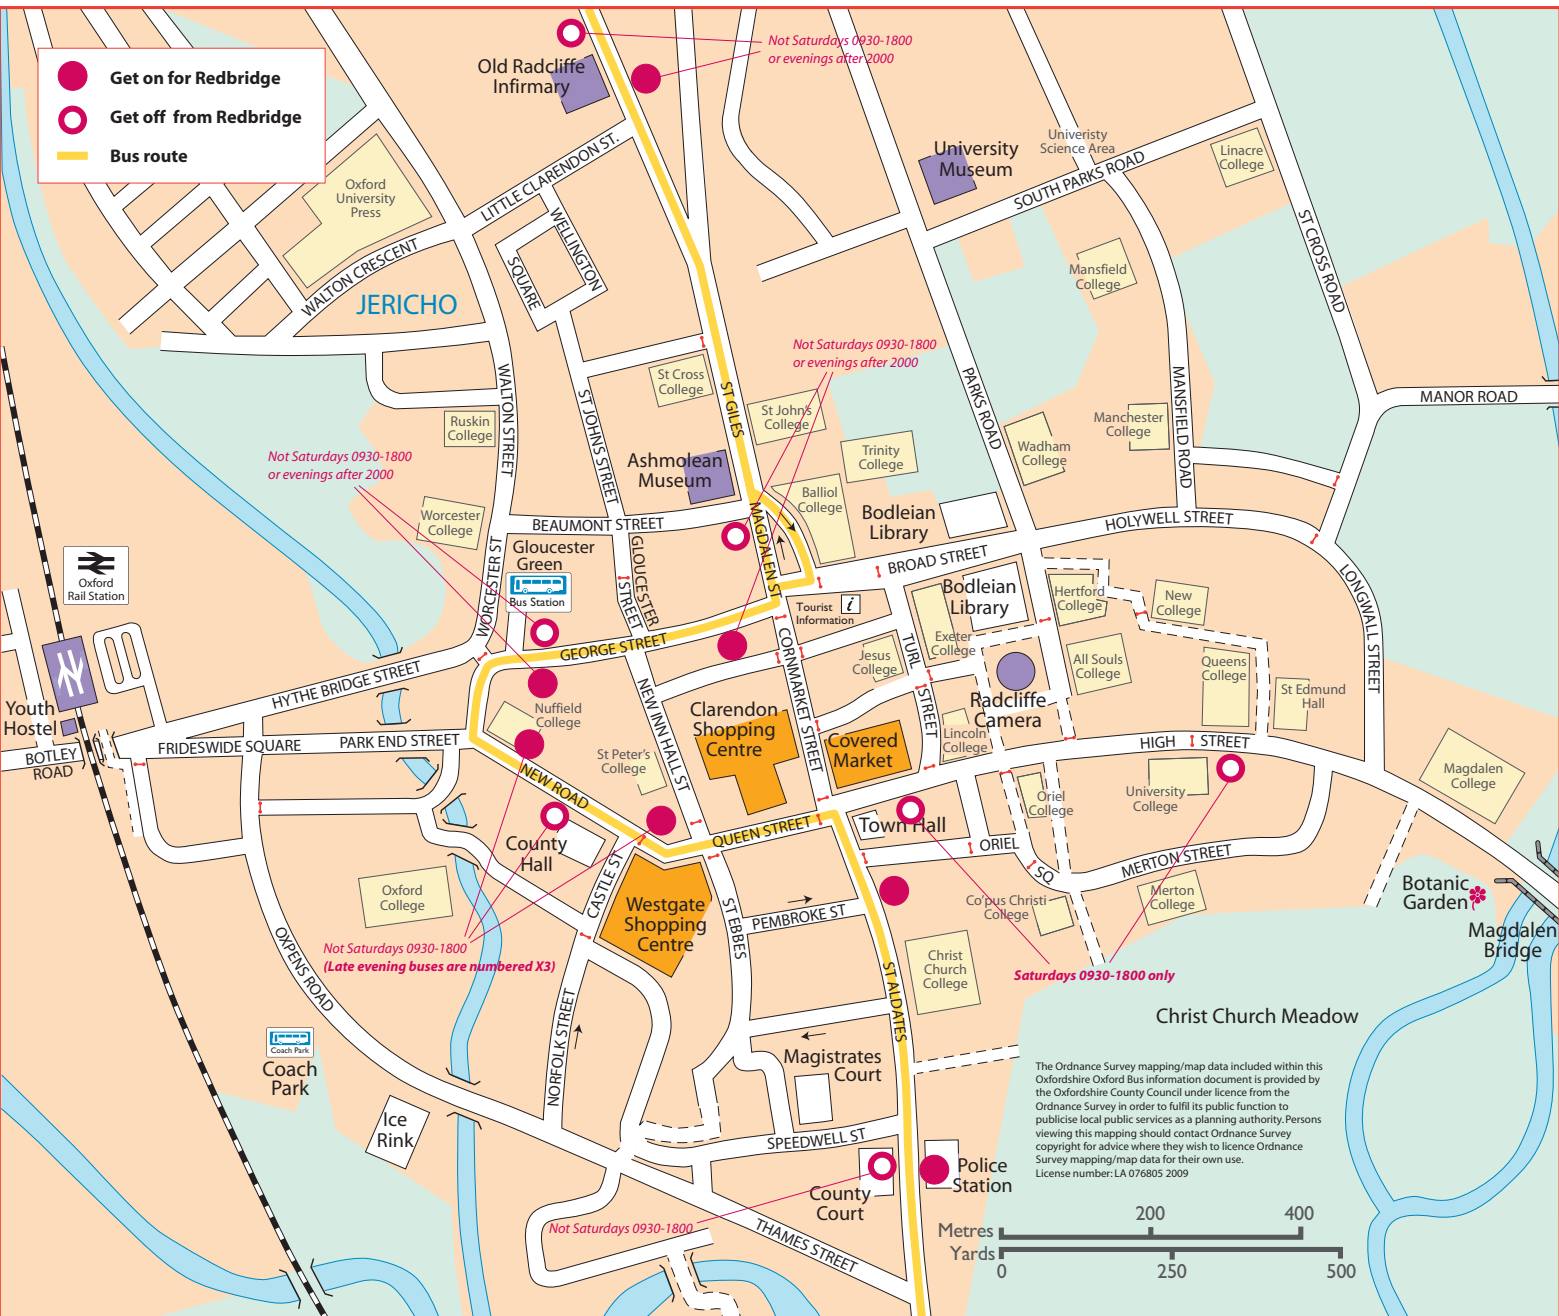 Get on for Redbridge
Get off from Redbridge
Bus route
Not Saturdays 0930-1800
or evenings after 2000
Old Radcliffe
Infirmary
Oxford
University
Press
LITTLE CLARENDON ST.
WELLINGTON
SQUARE
WALTON CRESCENT
JERICHO
University
Museum
Univeristy
Science Area
SOUTH PARKS ROAD
Linacre
College
ST CROSS ROAD
Mansfield
College
Not Saturdays 0930-1800
or evenings after 2000
St Cross
College
ST GILES
St John's
College
Trinity
College
PARKS ROAD
Wadham
College
Manchester
College
MANSFIELD ROAD
MANOR ROAD
WALTON STREET
ST JOHNS STREET
Ruskin
College
Not Saturdays 0930-1800
or evenings after 2000
Ashmolean
Museum
Worcester
College
BEAUMONT STREET
MAGDALEN ST
Balliol
College
Bodleian
Library
HOLYWELL STREET
BROAD STREET
Gloucester
Green
Bus Station
WORCESTER ST
GLOUCESTER
STREET
Oxford
Rail Station
Tourist
Information
i
Bodleian
Library
Hertford
College
New
College
LONGWALL STREET
GEORGE STREET
HYTHE BRIDGE STREET
CORNMARKET STREET
Jesus
College
Exeter
College
TURL
STREET
All Souls
College
Queens
College
St Edmund
Hall
Radcliffe
Camera
Youth
Hostel
BOTLEY
ROAD
FRIDESWIDE SQUARE
PARK END STREET
Nuffield
College
NEW INN HALL ST
Clarendon
Shopping
Centre
Covered
Market
Lincoln
College
HIGH STREET
St Peter's
College
NEW ROAD
Oriel
College
University
College
Magdalen
College
QUEEN STREET
Town Hall
County
Hall
CASTLE ST
ORIEL
SQ
MERTON STREET
Oxford
College
Westgate
Shopping
Centre
ST EBBES
PEMBROKE ST
Co'pus Christi
College
Merton
College
Botanic
Garden
Magdalen
Bridge
Not Saturdays 0930-1800
(Late evening buses are numbered X3)
OXPENS ROAD
Christ
Church
College
ST ALDATES
Saturdays 0930-1800 only
Christ Church Meadow
NORFOLK STREET
Coach Park
Coach
Park
Ice
Rink
Magistrates
Court
The Ordnance Survey mapping/map data included within this
Oxfordshire Oxford Bus information document is provided by
the Oxfordshire County Council under licence from the
Ordnance Survey in order to fulfil its public function to
publicise local public services as a planning authority. Persons
viewing this mapping should contact Ordnance Survey
copyright for advice where they wish to licence Ordnance
Survey mapping/map data for their own use.
License number: LA 076805 2009
SPEEDWELL ST
County
Court
Police
Station
Not Saturdays 0930-1800
THAMES STREET
200 400
Metres
Yards
0 250 500